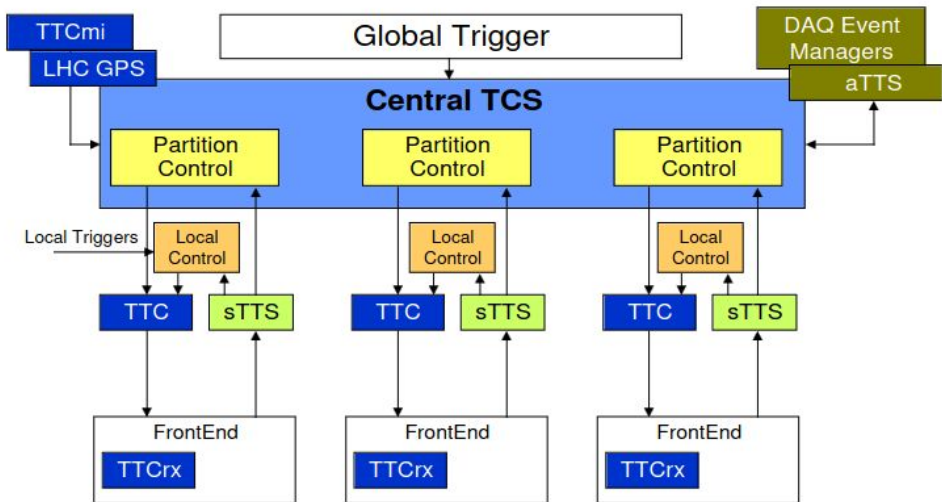 TTCmi
LHC GPS
Global Trigger
DAQ Event
Managers
aTTS
Central TCS
Partition
Control
Partition
Control
Partition
Control
Local Triggers
Local
Control
Local
Control
Local
Control
TTC
sTTS
TTC
sTTS
TTC
sTTS
FrontEnd
TTCrx
FrontEnd
TTCrx
FrontEnd
TTCrx